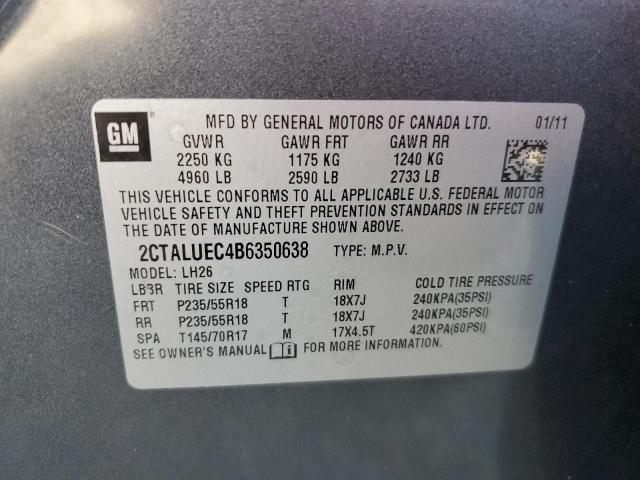 GM ® MFD BY GENERAL MOTORS OF CANADA LTD. 01/11
GVWR GAWR FRT GAWR RR
2250 KG 1175 KG 1240 KG
4960 LB 2590 LB 2733 LB
THIS VEHICLE CONFORMS TO ALL APPLICABLE U.S. FEDERAL MOTOR
VEHICLE SAFETY AND THEFT PREVENTION STANDARDS IN EFFECT ON
THE DATE OF MANUFACTURE SHOWN ABOVE.
2CTALUEC4B6350638 TYPE: M.P.V.
MODEL: LH26
TIRE SIZE SPEED RTG RIM COLD TIRE PRESSURE
FRT P235/55R18 T 18X7J 240KPA(35PSI)
RR P235/55R18 T 18X7J 240KPA(35PSI)
SPA T145/70R17 M 17X4.5T 420KPA(60PSI)
SEE OWNER'S MANUAL FOR MORE INFORMATION.